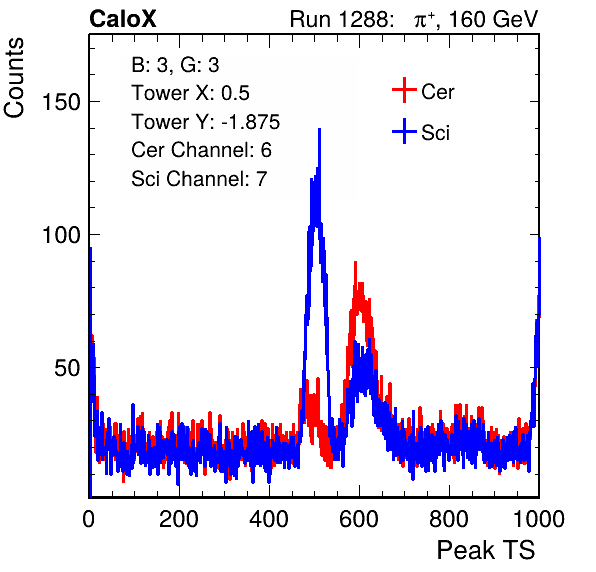 CaloX Run 1288: π⁺, 160 GeV
B: 3, G: 3
Tower X: 0.5
Tower Y: -1.875
Cer Channel: 6
Sci Channel: 7
Cer
Sci
Counts
150
100
50
0 200 400 600 800 1000
Peak TS